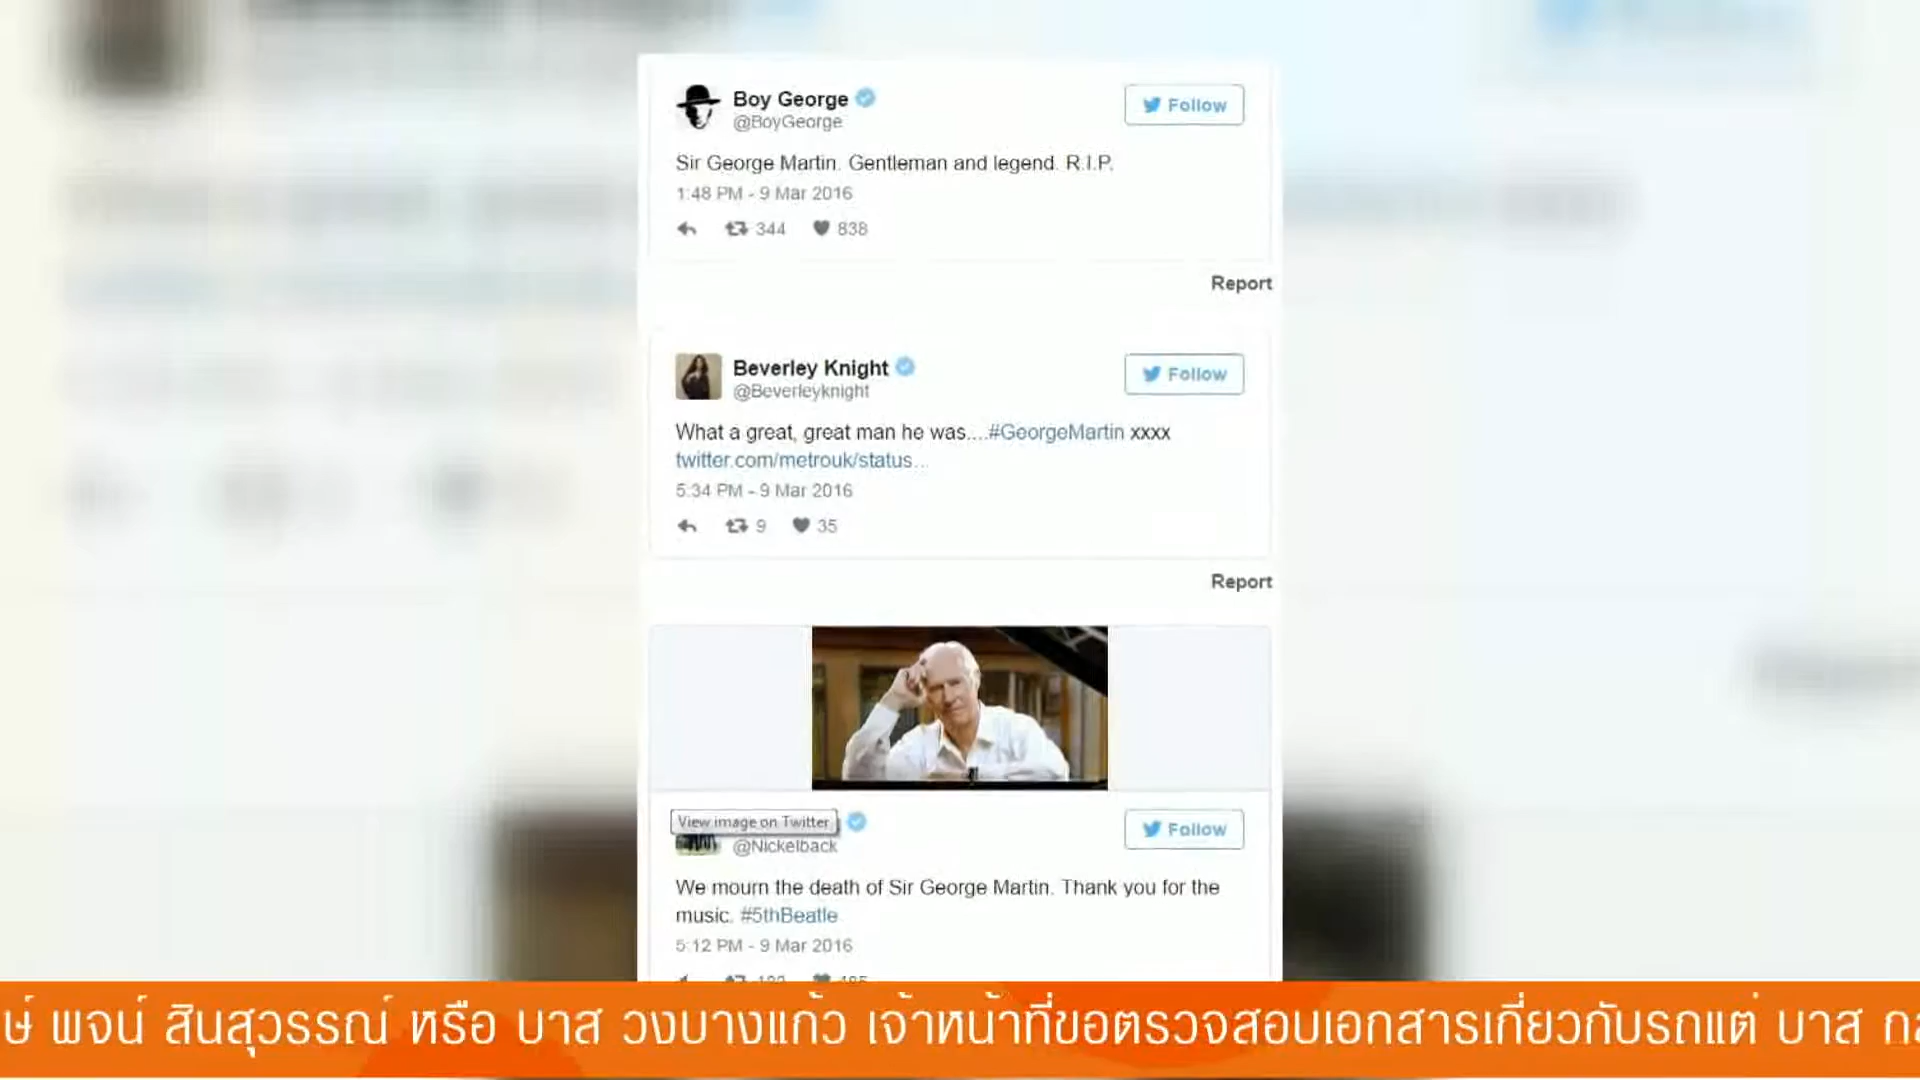 Boy George
@BoyGeorge
Follow
Sir George Martin. Gentleman and legend. R.I.P.
1:48 PM - 9 Mar 2016
344 838
Report
Beverley Knight
@Beverleyknight
Follow
What a great, great man he was....#GeorgeMartin xxxx
twitter.com/metrouk/status...
5:34 PM - 9 Mar 2016
9 35
Report
View image on Twitter
@Nickelback
Follow
We mourn the death of Sir George Martin. Thank you for the
music. #5thBeatle
5:12 PM - 9 Mar 2016
พจน์ สินสุวรรณ์ หรือ บาส วงบางแก้ว เจ้าหน้าที่ขอตรวจสอบเอกสารเกี่ยวกับรถแต่ บาส